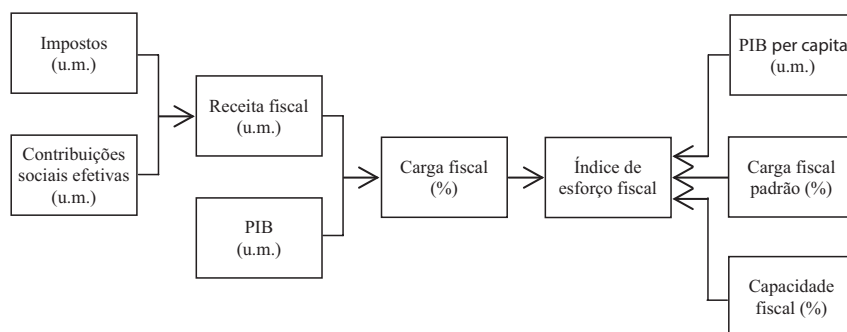 Impostos
(u.m.)
Contribuições
sociais efetivas
(u.m.)
Receita fiscal
(u.m.)
PIB
(u.m.)
Carga fiscal
(%)
Índice de
esforço fiscal
PIB per capita
(u.m.)
Carga fiscal
padrão (%)
Capacidade
fiscal (%)